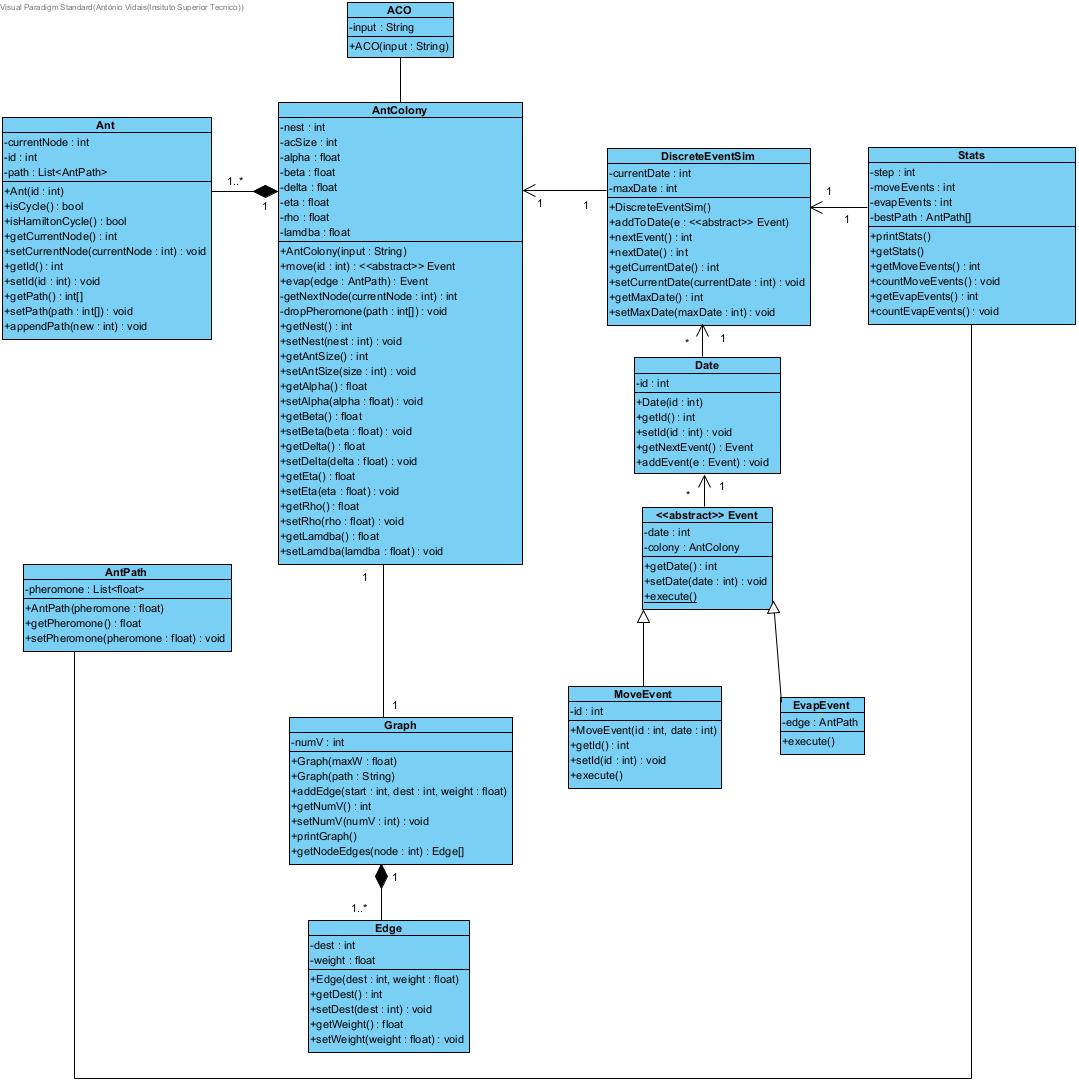 Visual Paradigm Standard(António Vidais(Insituto Superior Tecnico))
ACO
-input : String
+ACO(input : String)
AntColony
-nest : int
-acSize : int
-alpha : float
-beta : float
-delta : float
-eta : float
-rho : float
-lamdba : float
+AntColony(input : String)
+move(id : int) : <<abstract>> Event
+evap(edge : AntPath) : Event
-getNextNode(currentNode : int) : int
-dropPheromone(path : int[]) : void
+getNest() : int
+setNest(nest : int) : void
+getAntSize() : int
+setAntSize(size : int) : void
+getAlpha() : float
+setAlpha(alpha : float) : void
+getBeta() : float
+setBeta(beta : float) : void
+getDelta() : float
+setDelta(delta : float) : void
+getEta() : float
+setEta(eta : float) : void
+getRho() : float
+setRho(rho : float) : void
+getLamdba() : float
+setLamdba(lamdba : float) : void
Ant
-currentNode : int
-id : int
-path : List<AntPath>
+Ant(id : int)
+isCycle() : bool
+isHamiltonCycle() : bool
+getCurrentNode() : int
+setCurrentNode(currentNode : int) : void
+getId() : int
+setId(id : int) : void
+getPath() : int[]
+setPath(path : int[]) : void
+appendPath(new : int) : void
1..*
1
DiscreteEventSim
-currentDate : int
-maxDate : int
+DiscreteEventSim()
+addToDate(e : <<abstract>> Event)
+nextEvent() : int
+nextDate() : int
+getCurrentDate() : int
+setCurrentDate(currentDate : int) : void
+getMaxDate() : int
+setMaxDate(maxDate : int) : void
1
1
Stats
-step : int
-moveEvents : int
-evapEvents : int
-bestPath : AntPath[]
+printStats()
+getStats()
+getMoveEvents() : int
+countMoveEvents() : void
+getEvapEvents() : int
+countEvapEvents() : void
1
1
*
1
Date
-id : int
+Date(id : int)
+getId() : int
+setId(id : int) : void
+getNextEvent() : Event
+addEvent(e : Event) : void
*
1
<<abstract>> Event
-date : int
-colony : AntColony
+getDate() : int
+setDate(date : int) : void
+execute()
AntPath
-pheromone : List<float>
+AntPath(pheromone : float)
+getPheromone() : float
+setPheromone(pheromone : float) : void
1
1
MoveEvent
-id : int
+MoveEvent(id : int, date : int)
+getId() : int
+setId(id : int) : void
+execute()
EvapEvent
-edge : AntPath
+execute()
Graph
-numV : int
+Graph(maxW : float)
+Graph(path : String)
+addEdge(start : int, dest : int, weight : float)
+getNumV() : int
+setNumV(numV : int) : void
+printGraph()
+getNodeEdges(node : int) : Edge[]
1
1..*
Edge
-dest : int
-weight : float
+Edge(dest : int, weight : float)
+getDest() : int
+setDest(dest : int) : void
+getWeight() : float
+setWeight(weight : float) : void